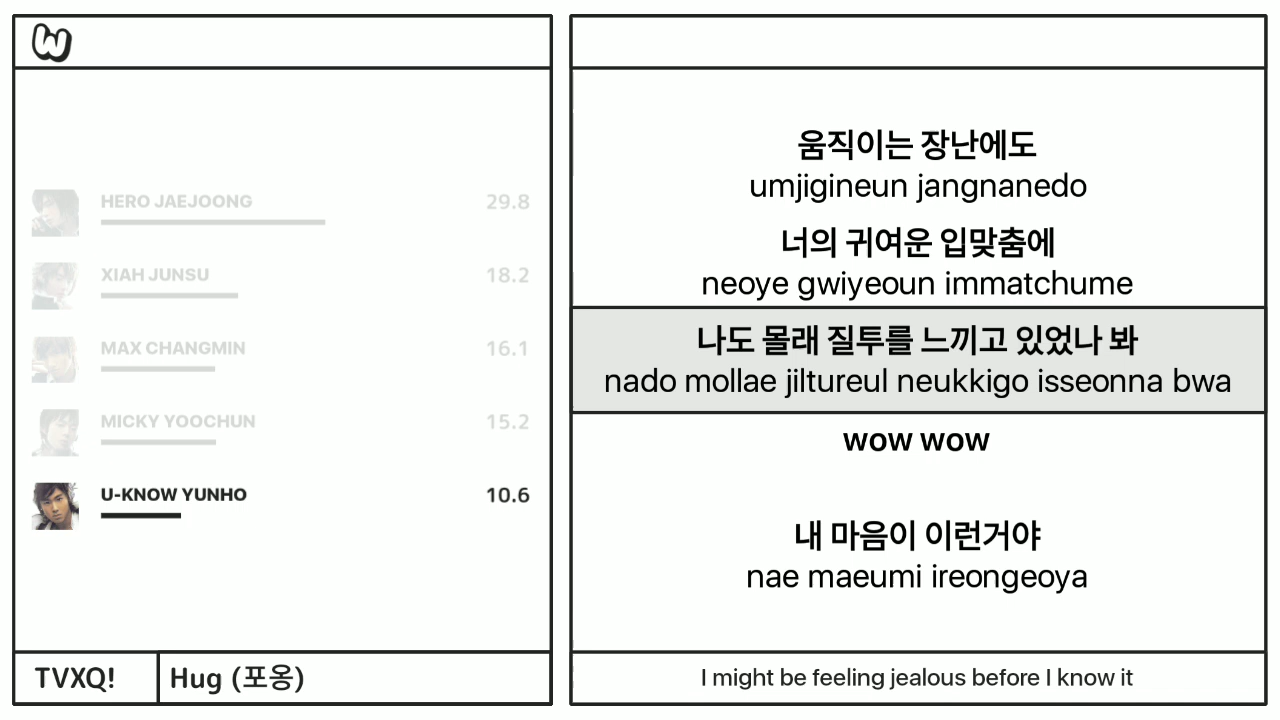 W
HERO JAEJOONG 29.8
XIAH JUNSU 18.2
MAX CHANGMIN 16.1
MICKY YOOCHUN 15.2
U-KNOW YUNHO 10.6
TVXQ!
Hug (포옹)
움직이는 장난에도
umjigineun jangnanedo
너의 귀여운 입맞춤에
neoye gwiyeoun immatchume
나도 몰래 질투를 느끼고 있었나 봐
nado mollae jiltureul neukkigo isseonna bwa
wow wow
내 마음이 이런거야
nae maeumi ireongeoya
I might be feeling jealous before I know it